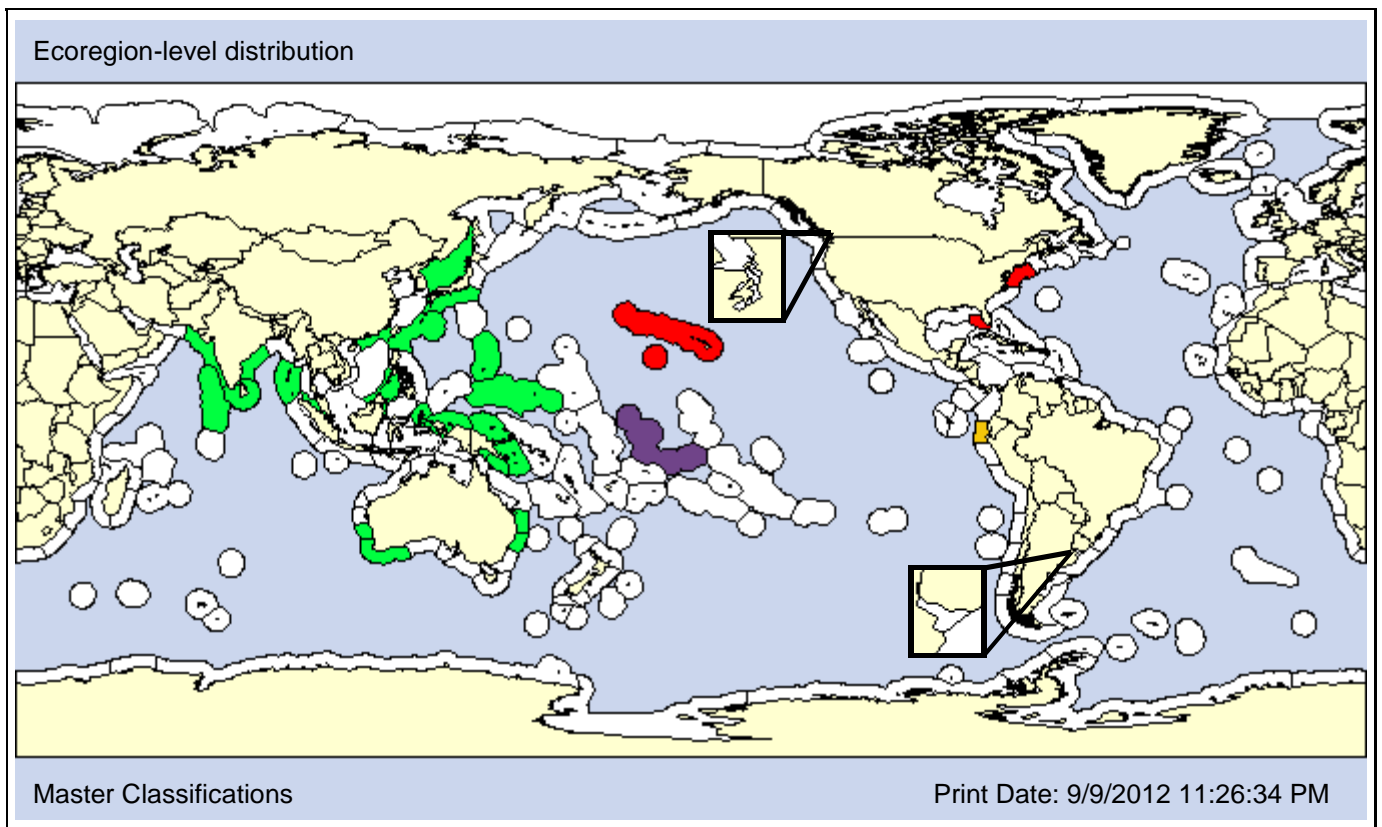 Ecoregion-level distribution
Master Classifications
Print Date: 9/9/2012 11:26:34 PM